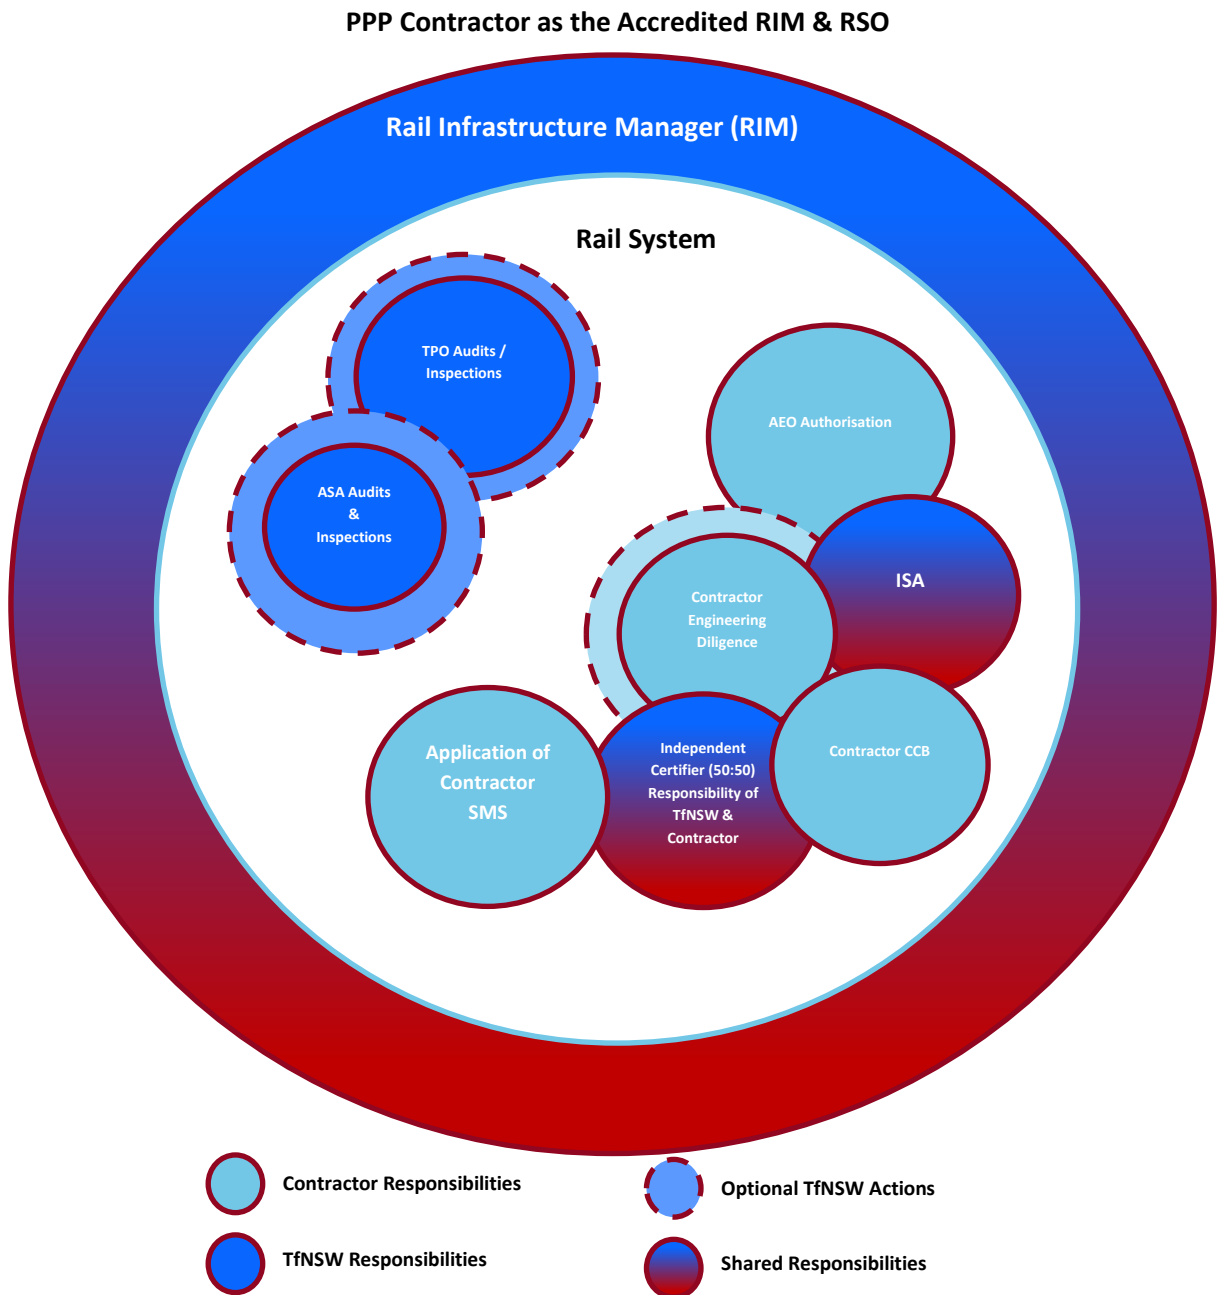 PPP Contractor as the Accredited RIM & RSO
Rail Infrastructure Manager (RIM)
Rail System
TPO Audits /
Inspections
ASA Audits
&
Inspections
AEO Authorisation
ISA
Contractor
Engineering
Diligence
Application of
Contractor
SMS
Independent
Certifier (50:50)
Responsibility of
TfNSW &
Contractor
Contractor CCB
Contractor Responsibilities
Optional TfNSW Actions
TfNSW Responsibilities
Shared Responsibilities